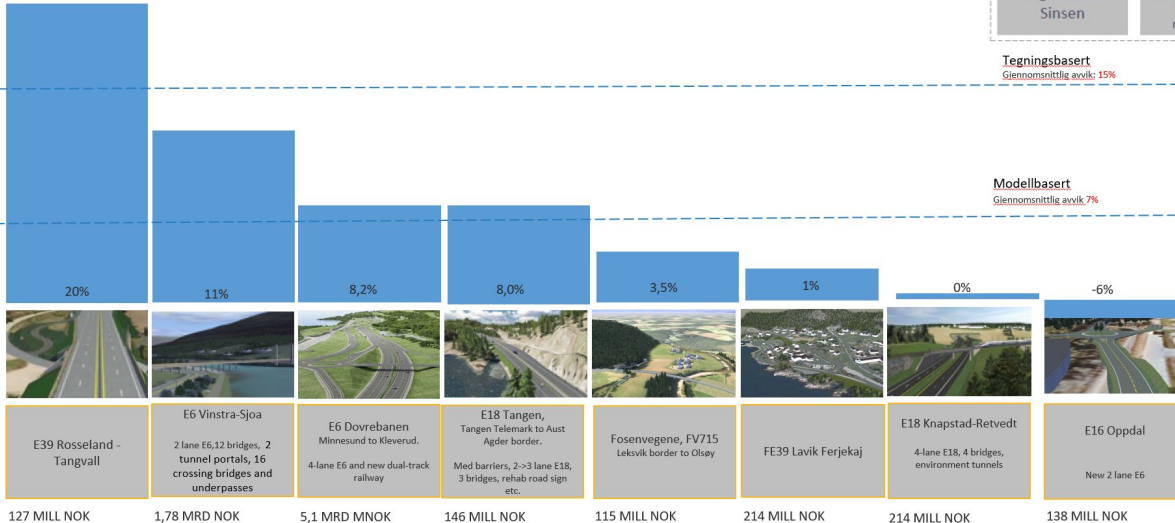 Sinsen
Tegningsbasert
Gjennomsnittlig avvik: 15%
Modellbasert
Gjennomsnittlig avvik 7%
20%
11%
8,2%
8,0%
3,5%
1%
0%
-6%
E39 Rosseland -
Tangvall
E6 Vinstra-Sjoa
2 lane E6,12 bridges, 2
tunnel portals, 16
crossing bridges and
underpasses
E6 Dovrebanen
Minnesund to Kleverud.
4-lane E6 and new dual-track
railway
E18 Tangen,
Tangen Telemark to Aust
Agder border.
Med barriers, 2->3 lane E18,
3 bridges, rehab road sign
etc.
Fosenvegene, FV715
Leksvik border to Olsøy
FE39 Lavik Ferjekaj
E18 Knapstad-Retvedt
4-lane E18, 4 bridges,
environment tunnels
E16 Oppdal
New 2 lane E6
127 MILL NOK
1,78 MRD NOK
5,1 MRD MNOK
146 MILL NOK
115 MILL NOK
214 MILL NOK
214 MILL NOK
138 MILL NOK